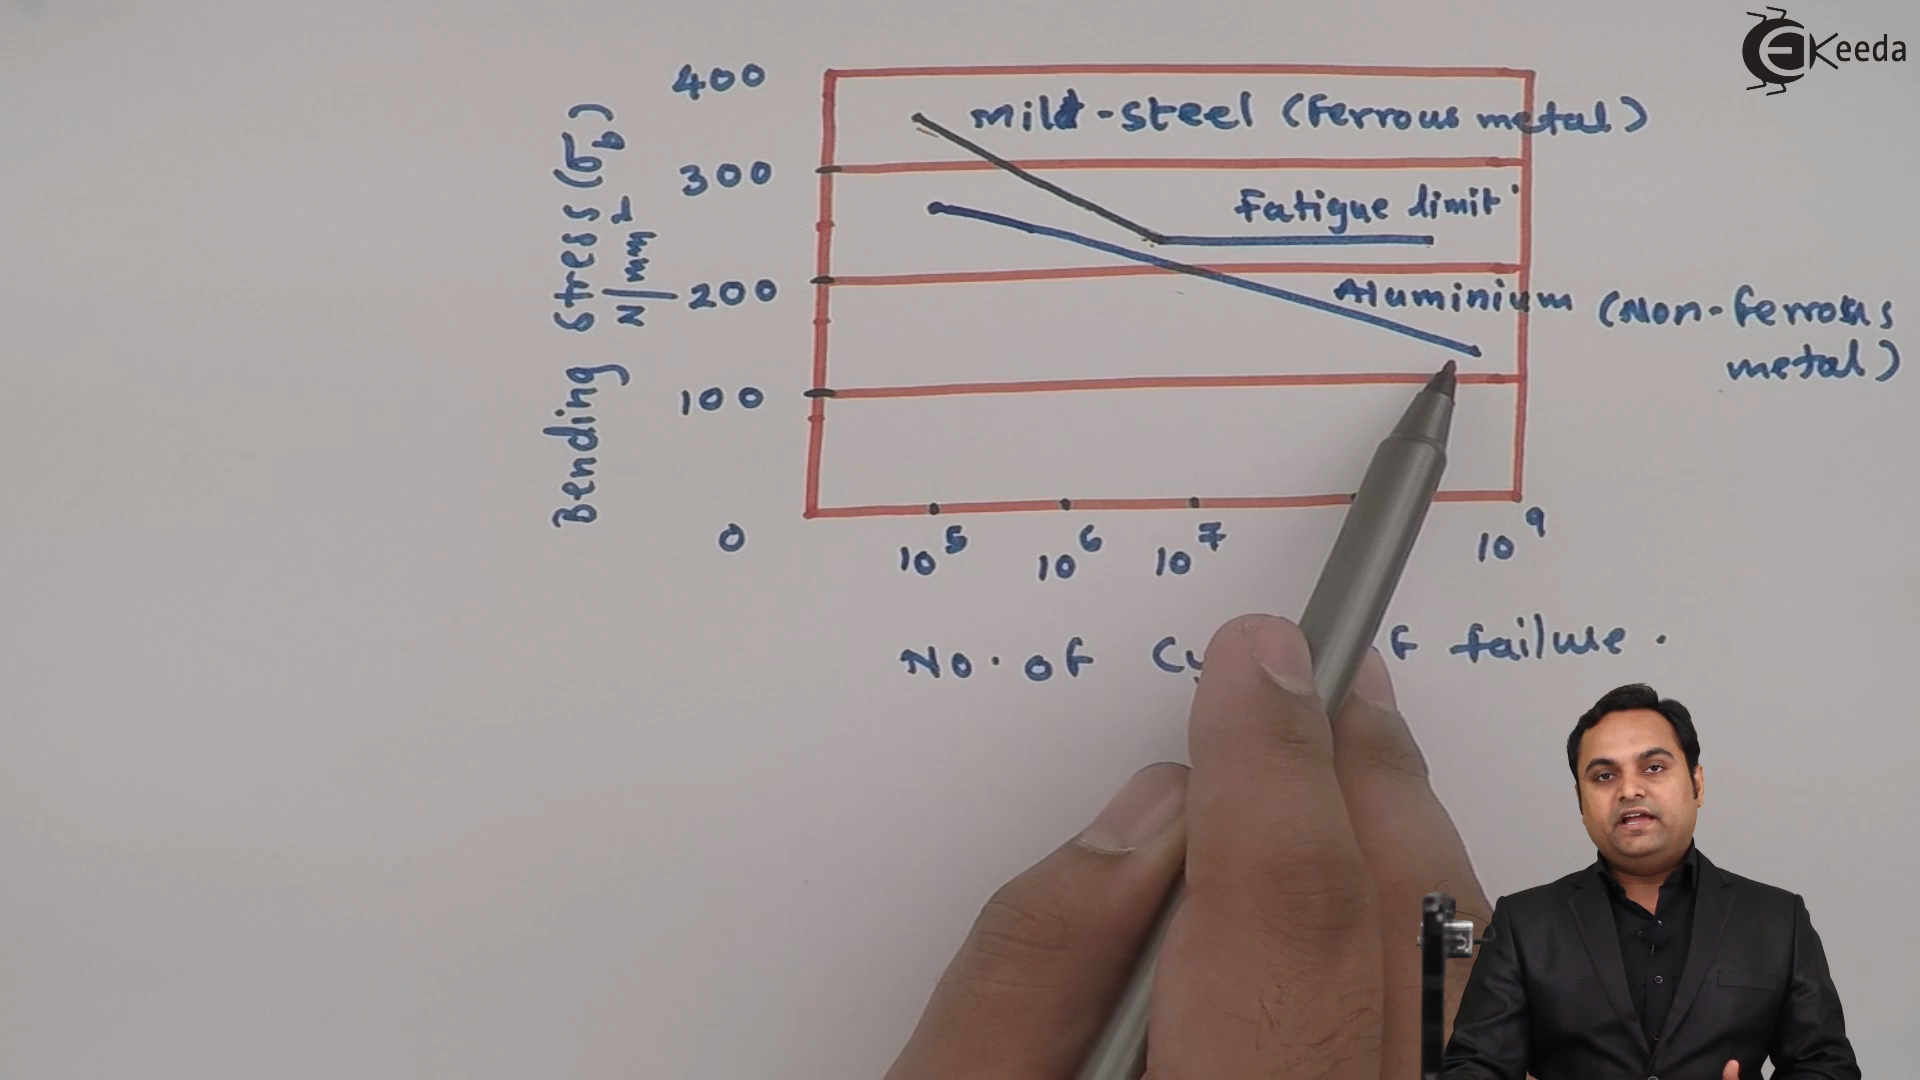 Keeda
400
Mild-steel (Ferrous metal)
300
Fatigue limit
Bending Stress (σb)
N/mm²
200
Aluminium (Non-ferrous
metal)
100
0
10⁵
10⁶
10⁷
10⁹
No. of
of failure.